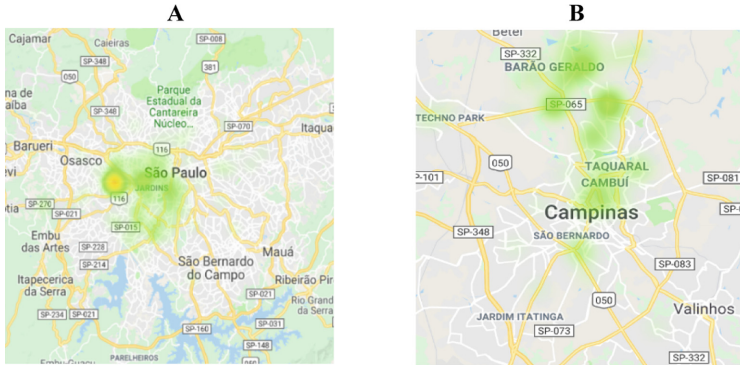 A
B
Cajamar
Caieiras
SP-008
SP-348
050
381
na de
aíba
Parque
Estadual da
Cantareira
Núcleo...
SP-348
SP-070
Itaqua
Barueri
116
Osasco
São Paulo
JARDINS
SP-270
116
SP-021
SP-015
Embu
das Artes
SP-228
SP-214
Mauá
São Bernardo
do Campo
Itapecerica
da Serra
Ribeirão Pir
SP-021
Rio Grand
da Serra
SP-234
SP-021
SP-160
SP-031
SP-148
PARELHEIROS
050
Embu-Guaçu
Betel
SP-332
BARÃO GERALDO
SP-065
TECHNO PARK
050
TAQUARAL
P-101
CAMBUÍ
SP-081
Campinas
SP-348
SÃO BERNARDO
SP-083
050
JARDIM ITATINGA
Valinhos
SP-073
SP-332